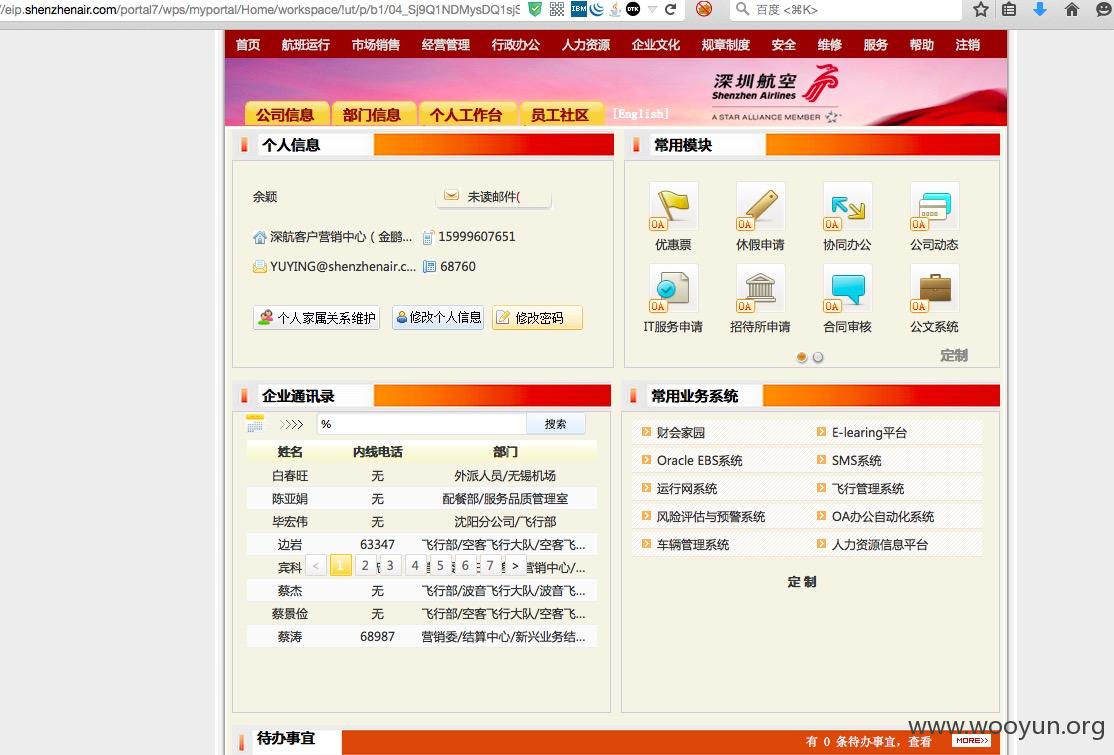 /eip.shenzhenair.com/portal7/wps/myportal/Home/workspace/!ut/p/b1/04_Sj9Q1NDMysDQ1sjS
IBM
DTK
百度 <⌘K>
首页 航班运行 市场销售 经营管理 行政办公 人力资源 企业文化 规章制度 安全 维修 服务 帮助 注销
深圳航空
Shenzhen Airlines
A STAR ALLIANCE MEMBER
公司信息 部门信息 个人工作台 员工社区 [English]
个人信息
余颖 未读邮件(
深航客户营销中心（金鹏... 15999607651
YUYING@shenzhenair.c... 68760
个人家属关系维护 修改个人信息 修改密码
常用模块
OA OA OA OA
优惠票 休假申请 协同办公 公司动态
OA OA OA OA
IT服务申请 招待所申请 合同审核 公文系统
定制
企业通讯录
>>>> % 搜索
姓名 内线电话 部门
白春旺 无 外派人员/无锡机场
陈亚娟 无 配餐部/服务品质管理室
毕宏伟 无 沈阳分公司/飞行部
边岩 63347 飞行部/空客飞行大队/空客飞...
宾科 营销中心/...
< 1 2 3 4 5 6 7 >
蔡杰 无 飞行部/波音飞行大队/波音飞...
蔡景俭 无 飞行部/空客飞行大队/空客飞...
蔡涛 68987 营销委/结算中心/新兴业务结...
常用业务系统
财会家园 E-learing平台
Oracle EBS系统 SMS系统
运行网系统 飞行管理系统
风险评估与预警系统 OA办公自动化系统
车辆管理系统 人力资源信息平台
定 制
待办事宜
有 0 条待办事宜，查看 MORE>>
www.wooyun.org